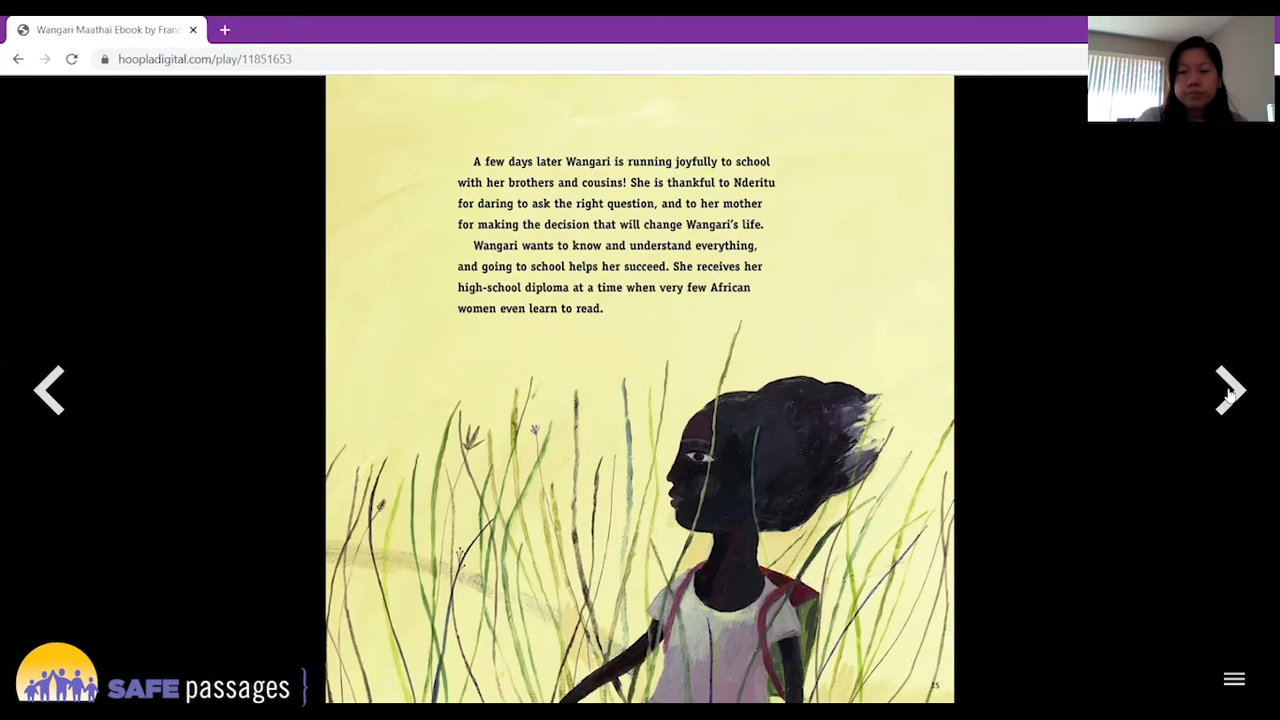 Wangari Maathai Ebook by Franc
hoopladigital.com/play/11851653
A few days later Wangari is running joyfully to school
with her brothers and cousins! She is thankful to Nderitu
for daring to ask the right question, and to her mother
for making the decision that will change Wangari's life.
Wangari wants to know and understand everything,
and going to school helps her succeed. She receives her
high-school diploma at a time when very few African
women even learn to read.
15
SAFE passages